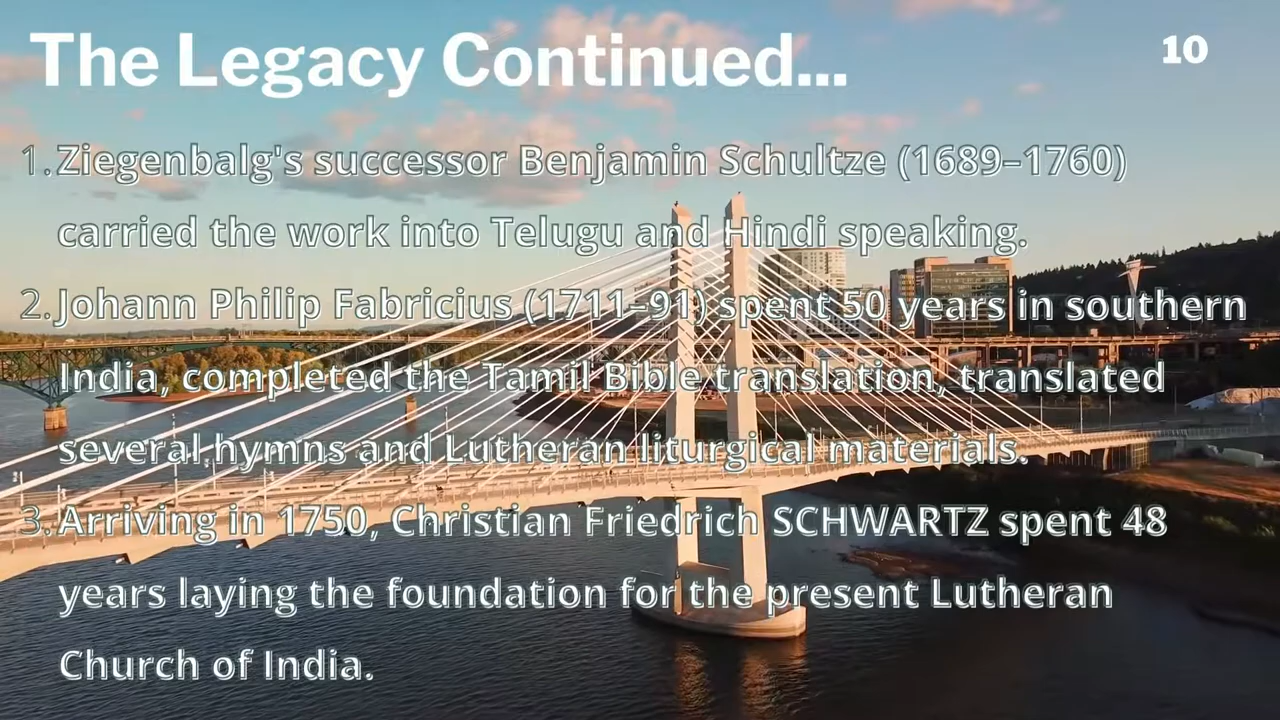 The Legacy Continued...
10
1. Ziegenbalg's successor Benjamin Schultze (1689–1760)
carried the work into Telugu and Hindi speaking.
2. Johann Philip Fabricius (1711–91) spent 50 years in southern
India, completed the Tamil Bible translation, translated
several hymns and Lutheran liturgical materials.
3. Arriving in 1750, Christian Friedrich SCHWARTZ spent 48
years laying the foundation for the present Lutheran
Church of India.